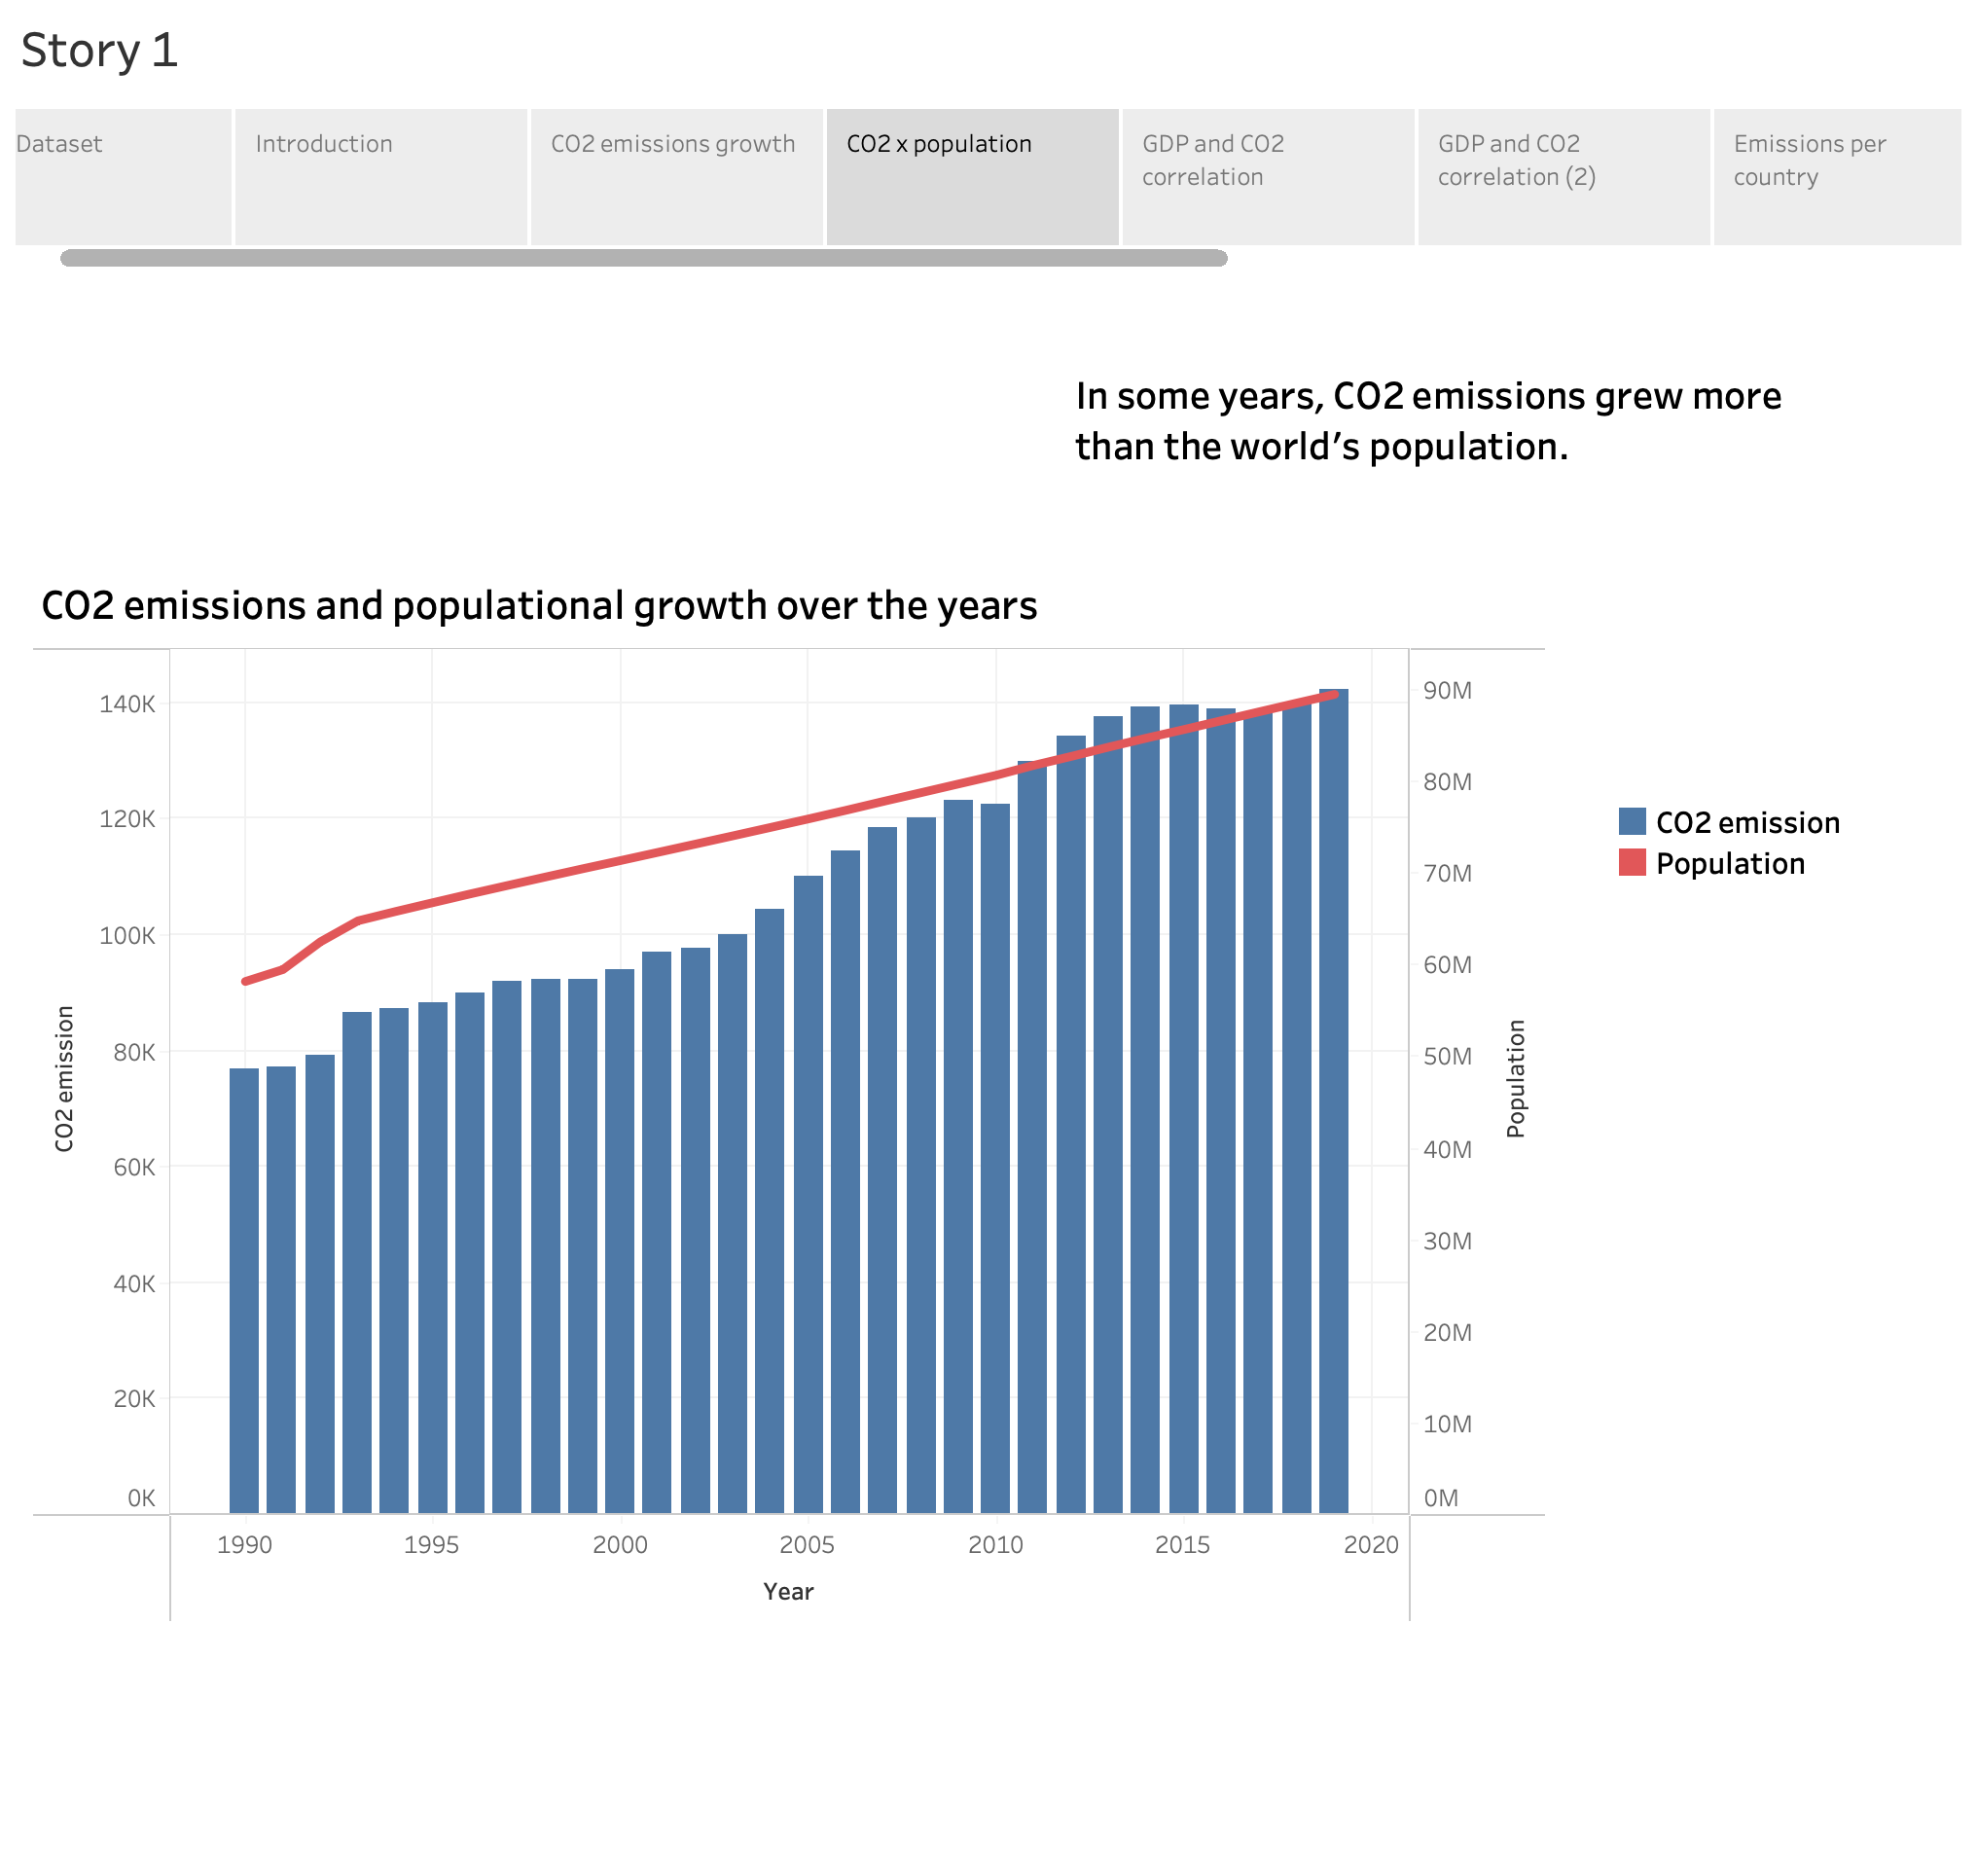 Story 1
Dataset
Introduction
CO2 emissions growth
CO2 x population
GDP and CO2
correlation
GDP and CO2
correlation (2)
Emissions per
country
In some years, CO2 emissions grew more
than the world's population.
CO2 emissions and populational growth over the years
140K
120K
100K
80K
60K
40K
20K
0K
CO2 emission
90M
80M
70M
60M
50M
40M
30M
20M
10M
0M
Population
CO2 emission
Population
1990
1995
2000
2005
2010
2015
2020
Year